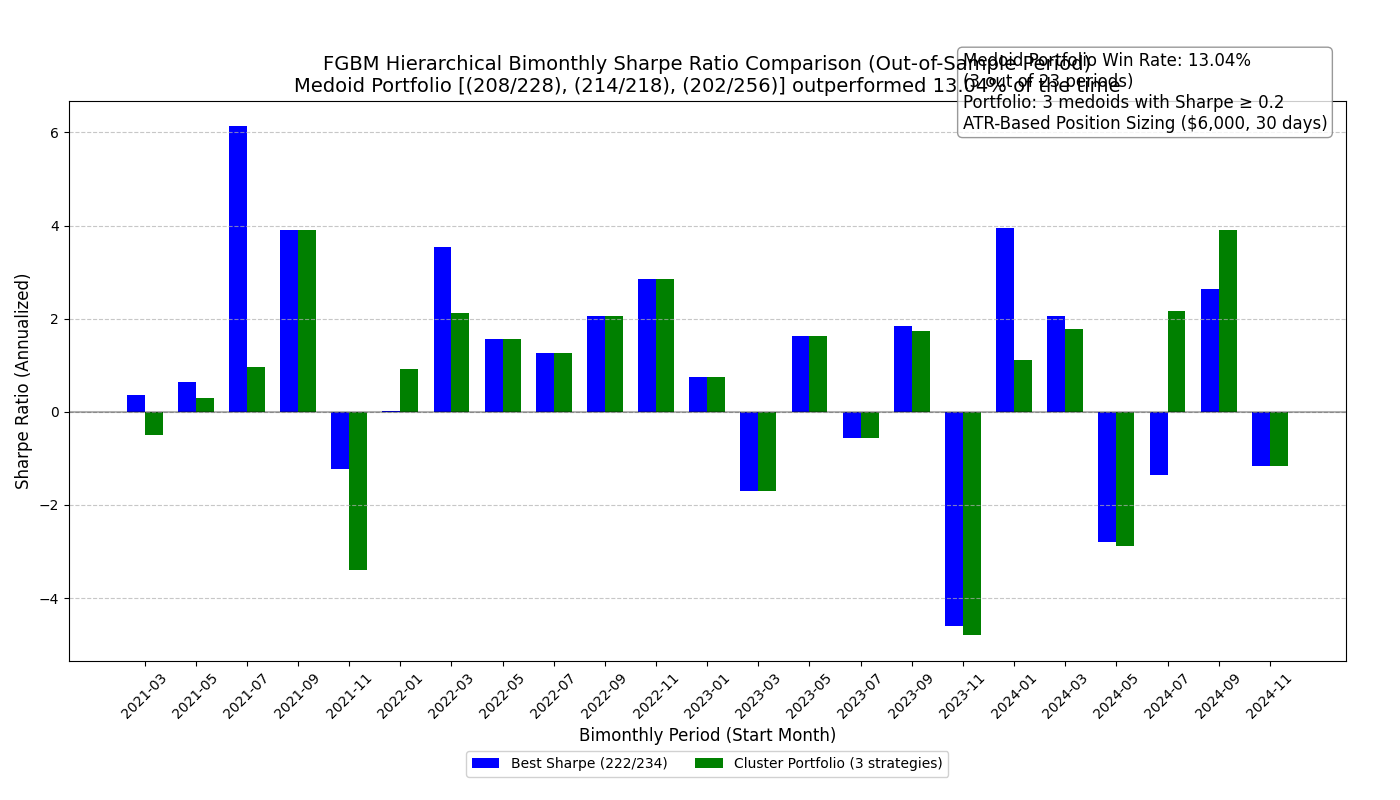 FGBM Hierarchical Bimonthly Sharpe Ratio Comparison (Out-of-Sample Period)
Medoid Portfolio [(208/228), (214/218), (202/256)] outperformed 13.04% of the time
Medoid Portfolio Win Rate: 13.04%
(3 out of 23 periods)
Portfolio: 3 medoids with Sharpe ≥ 0.2
ATR-Based Position Sizing ($6,000, 30 days)
Sharpe Ratio (Annualized)
6
4
2
0
−2
−4
2021-03
2021-05
2021-07
2021-09
2021-11
2022-01
2022-03
2022-05
2022-07
2022-09
2022-11
2023-01
2023-03
2023-05
2023-07
2023-09
2023-11
2024-01
2024-03
2024-05
2024-07
2024-09
2024-11
Bimonthly Period (Start Month)
Best Sharpe (222/234)
Cluster Portfolio (3 strategies)